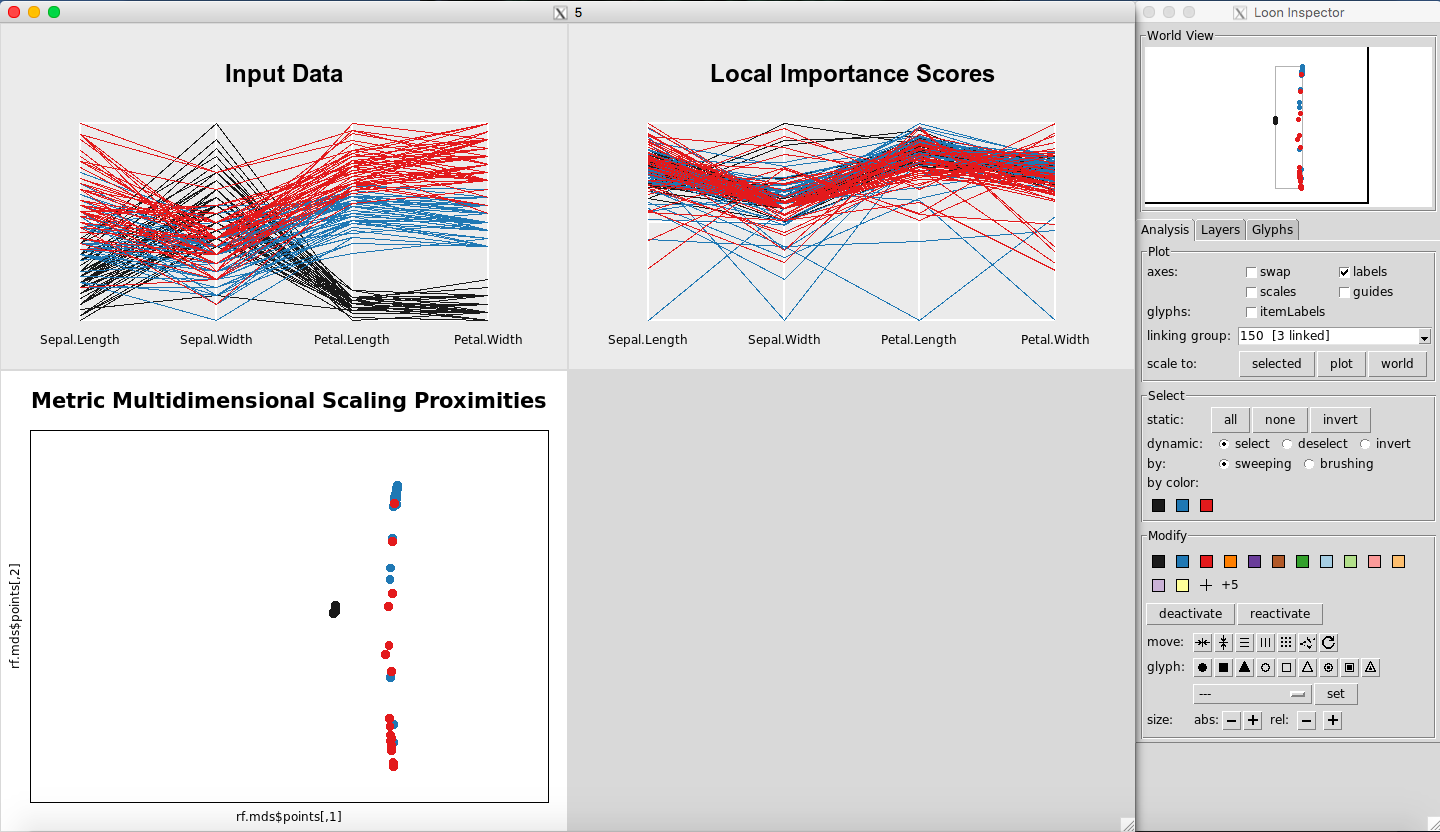 5
Input Data
Sepal.Length Sepal.Width Petal.Length Petal.Width
Local Importance Scores
Sepal.Length Sepal.Width Petal.Length Petal.Width
Metric Multidimensional Scaling Proximities
rf.mds$points[,2]
rf.mds$points[,1]
Loon Inspector
World View
Analysis Layers Glyphs
Plot
axes: swap labels
scales guides
glyphs: itemLabels
linking group: 150 [3 linked]
scale to: selected plot world
Select
static: all none invert
dynamic: select deselect invert
by: sweeping brushing
by color:
Modify
+5
deactivate reactivate
move:
glyph:
--- set
size: abs: − + rel: − +